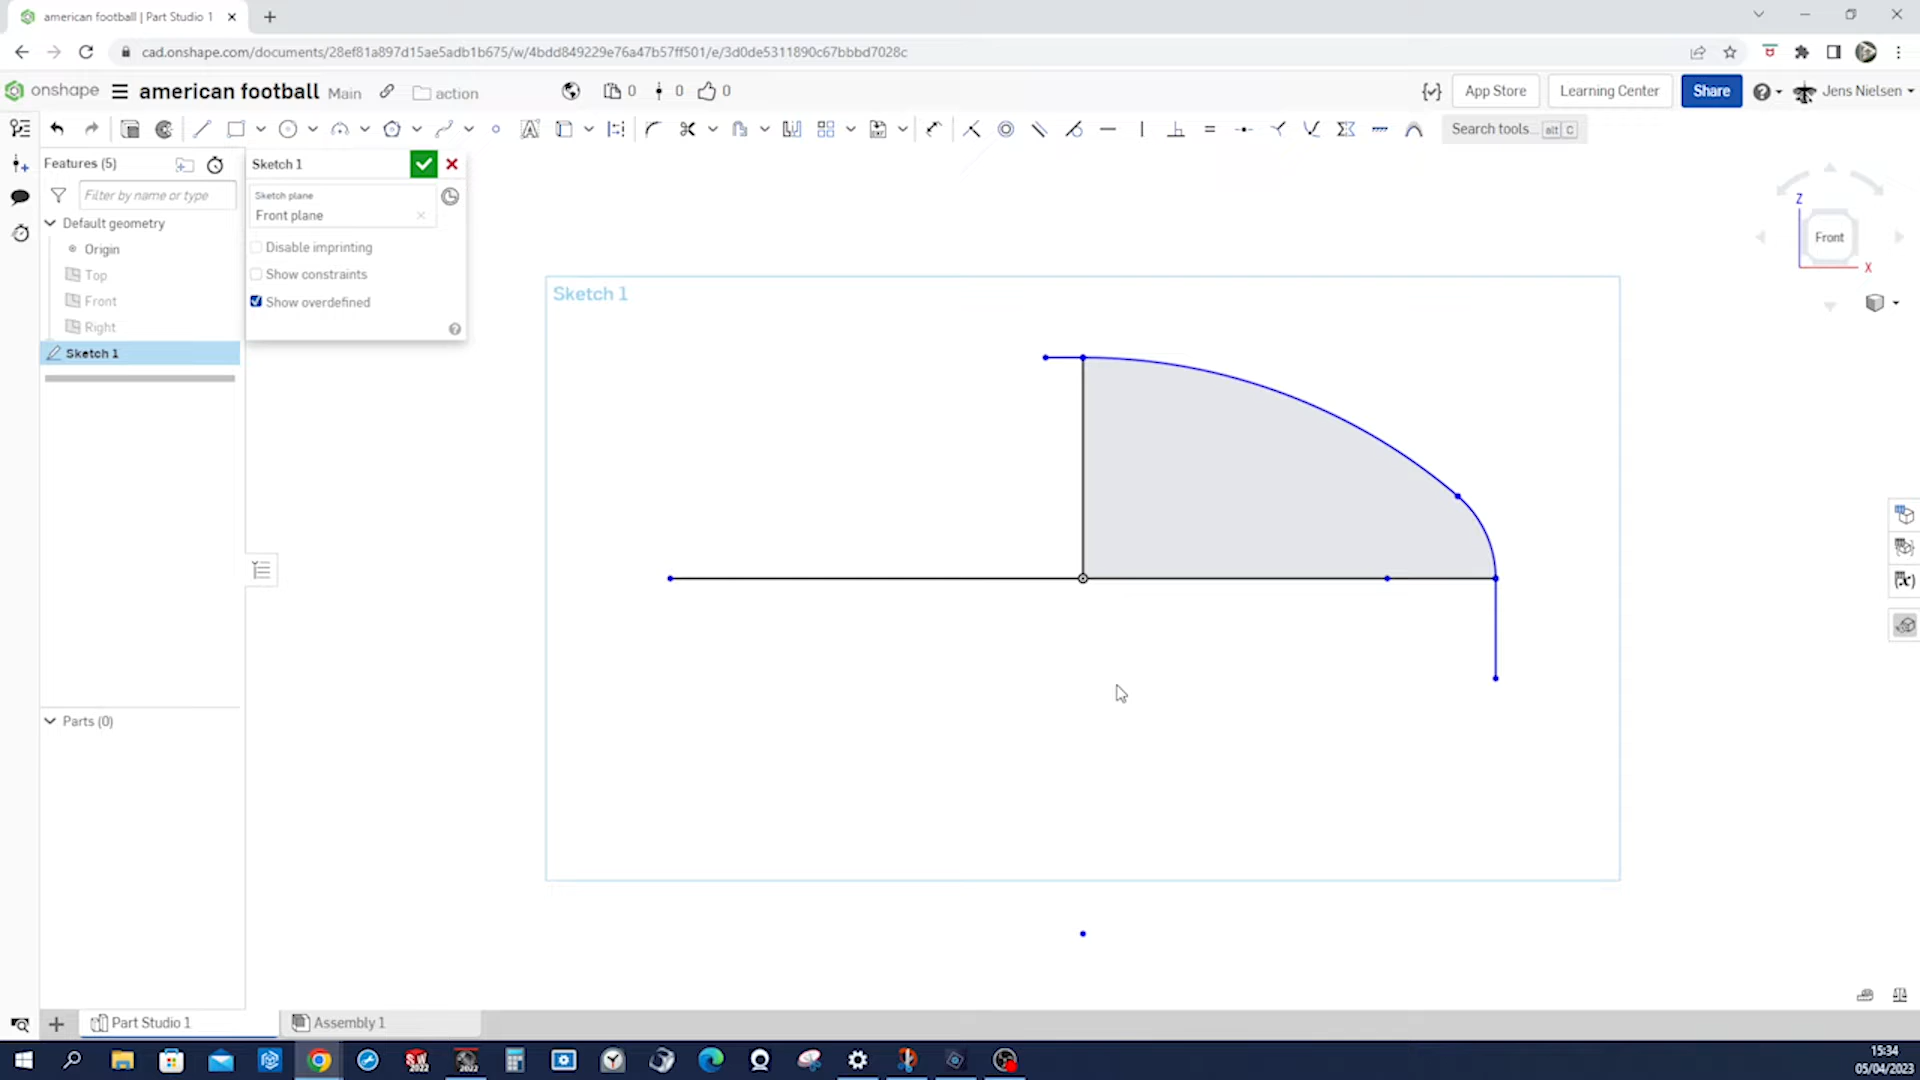 american football | Part Studio 1
cad.onshape.com/documents/28ef81a897d15ae5adb1b675/w/4bdd849229e76a47b57ff501/e/3d0de5311890c67bbbd7028c
onshape american football Main action 0 0 0 App Store Learning Center Share Jens Nielsen
Search tools... alt C
Features (5)
Filter by name or type
Default geometry
Origin
Top
Front
Right
Sketch 1
Parts (0)
Sketch 1
Sketch plane
Front plane
Disable imprinting
Show constraints
Show overdefined
Sketch 1
Z
Front
X
(x)
Part Studio 1
Assembly 1
SW
2022
2022
15:34
05/04/2023